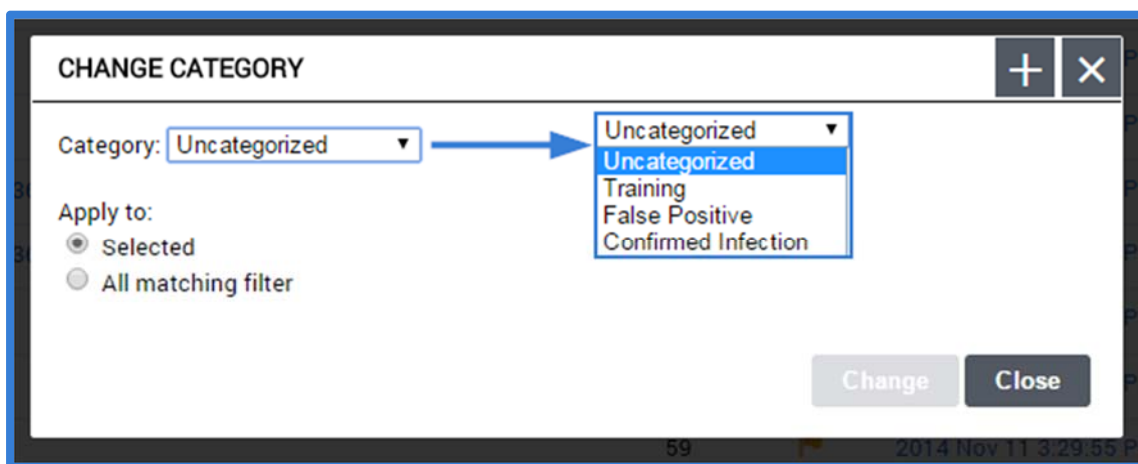 CHANGE CATEGORY
Category: Uncategorized
Uncategorized
Uncategorized
Training
False Positive
Confirmed Infection
Apply to:
Selected
All matching filter
Change
Close
59
2014 Nov 11 3:29:55 P